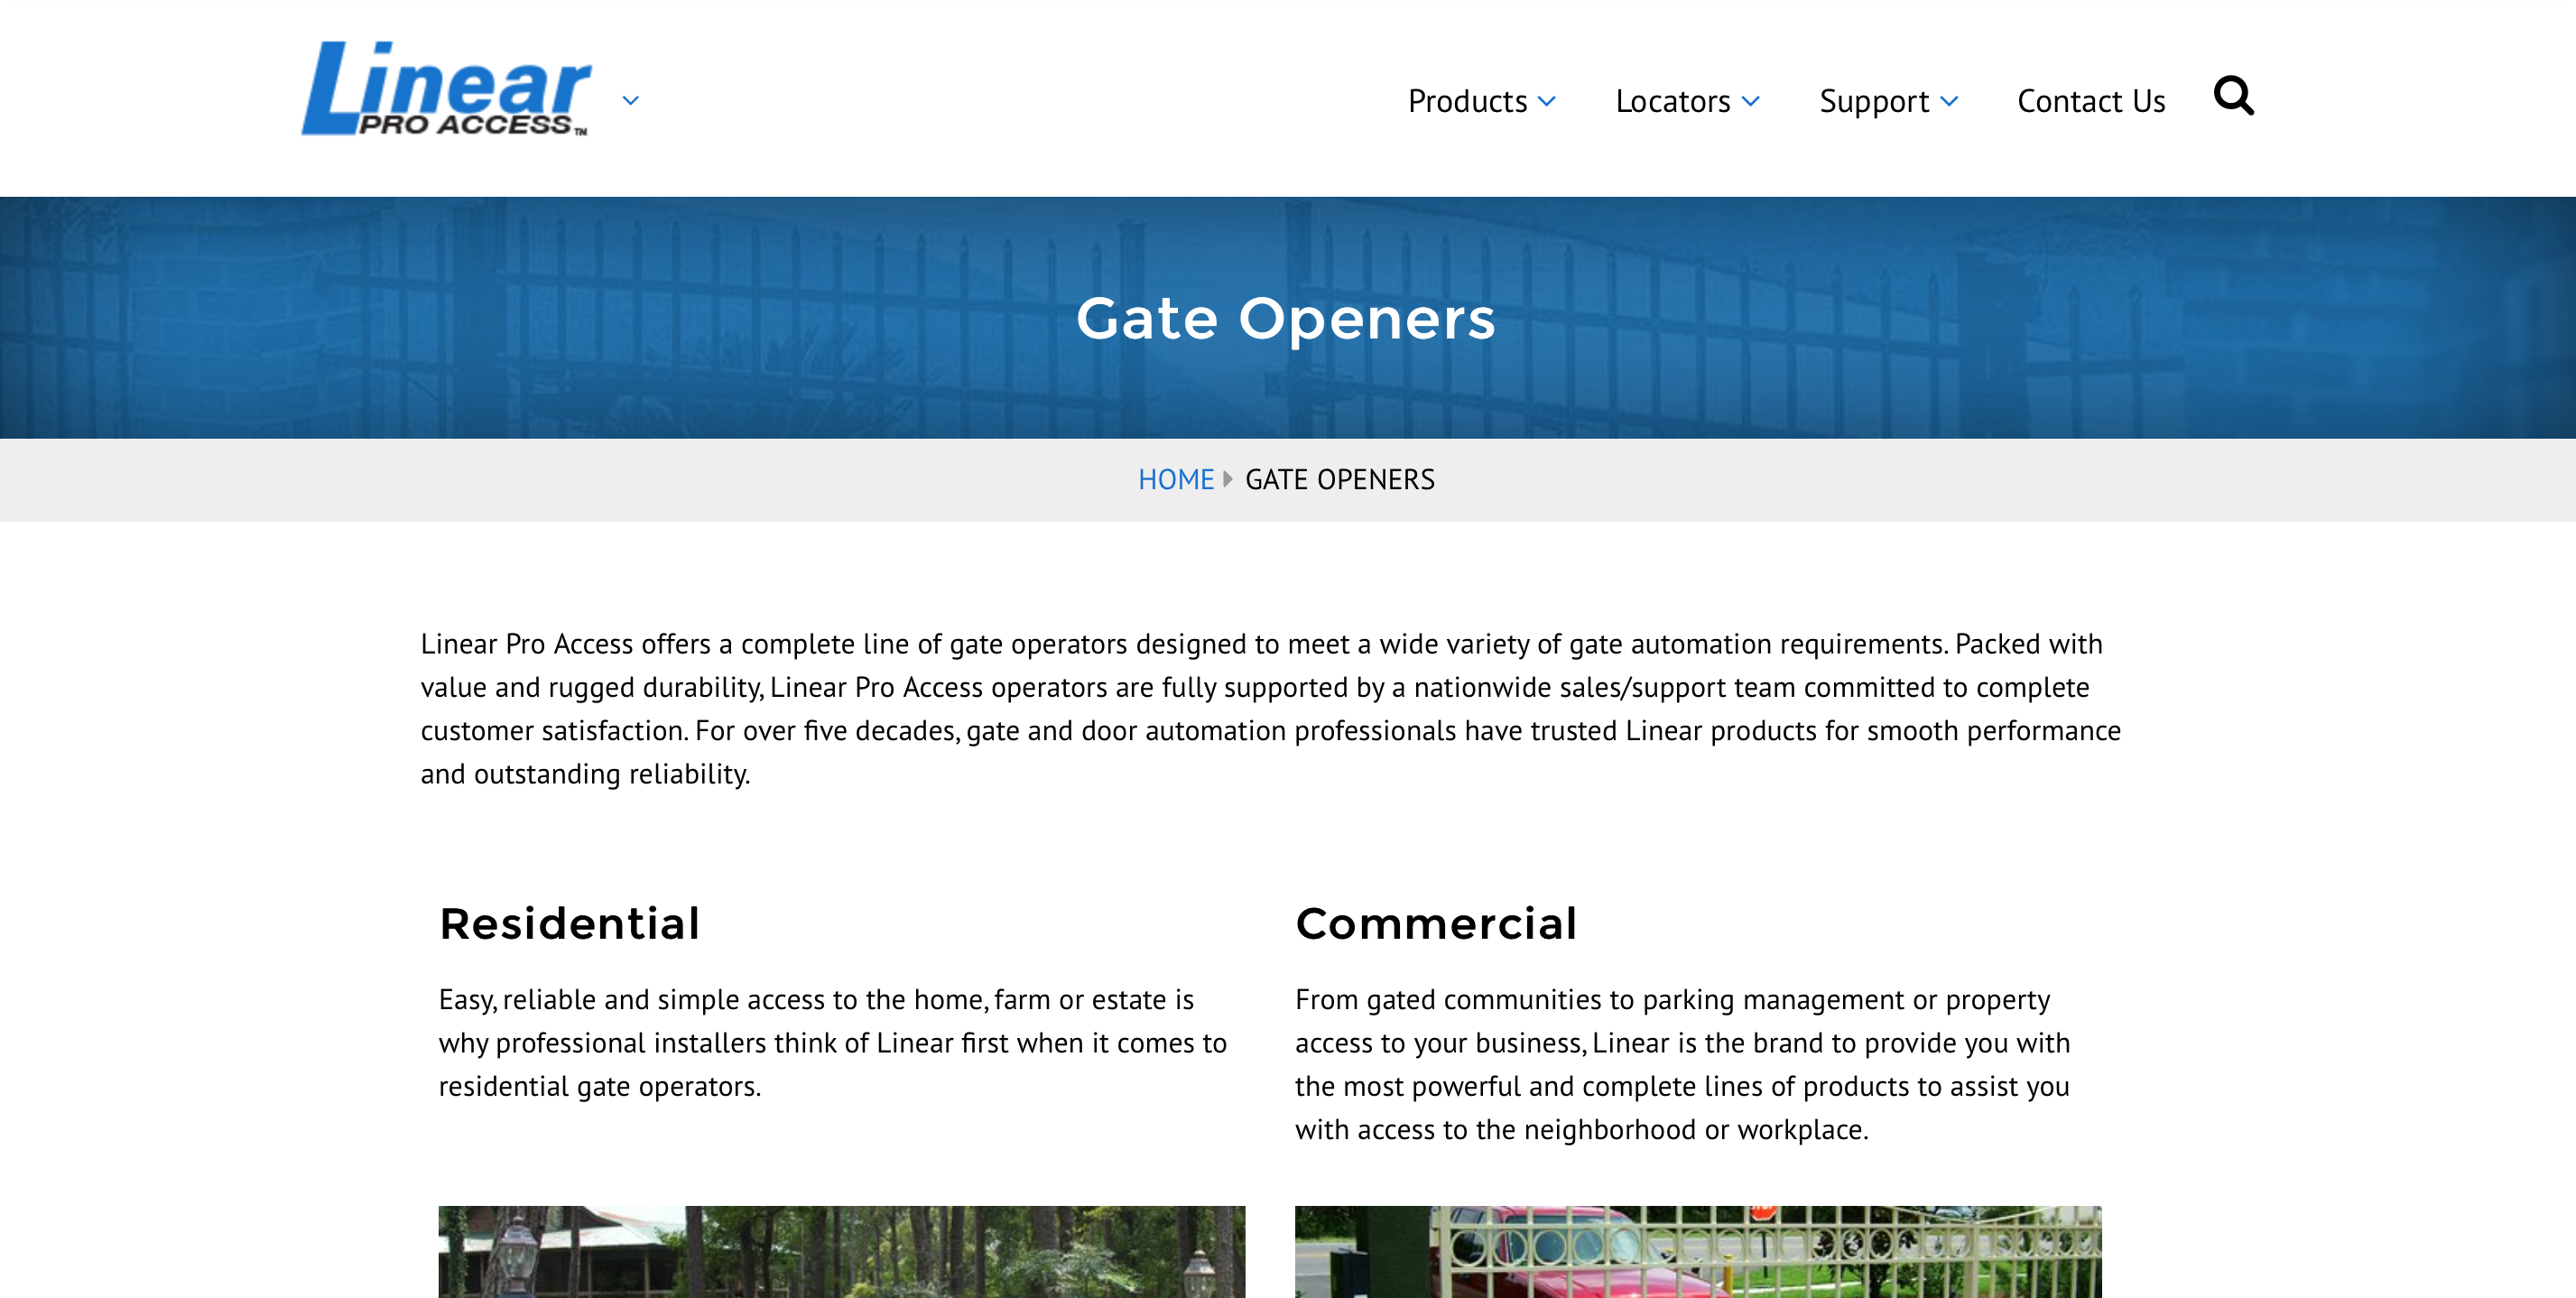 Linear
PRO ACCESS™
Products
Locators
Support
Contact Us
Gate Openers
HOME
GATE OPENERS
Linear Pro Access offers a complete line of gate operators designed to meet a wide variety of gate automation requirements. Packed with
value and rugged durability, Linear Pro Access operators are fully supported by a nationwide sales/support team committed to complete
customer satisfaction. For over five decades, gate and door automation professionals have trusted Linear products for smooth performance
and outstanding reliability.
Residential
Easy, reliable and simple access to the home, farm or estate is
why professional installers think of Linear first when it comes to
residential gate operators.
Commercial
From gated communities to parking management or property
access to your business, Linear is the brand to provide you with
the most powerful and complete lines of products to assist you
with access to the neighborhood or workplace.